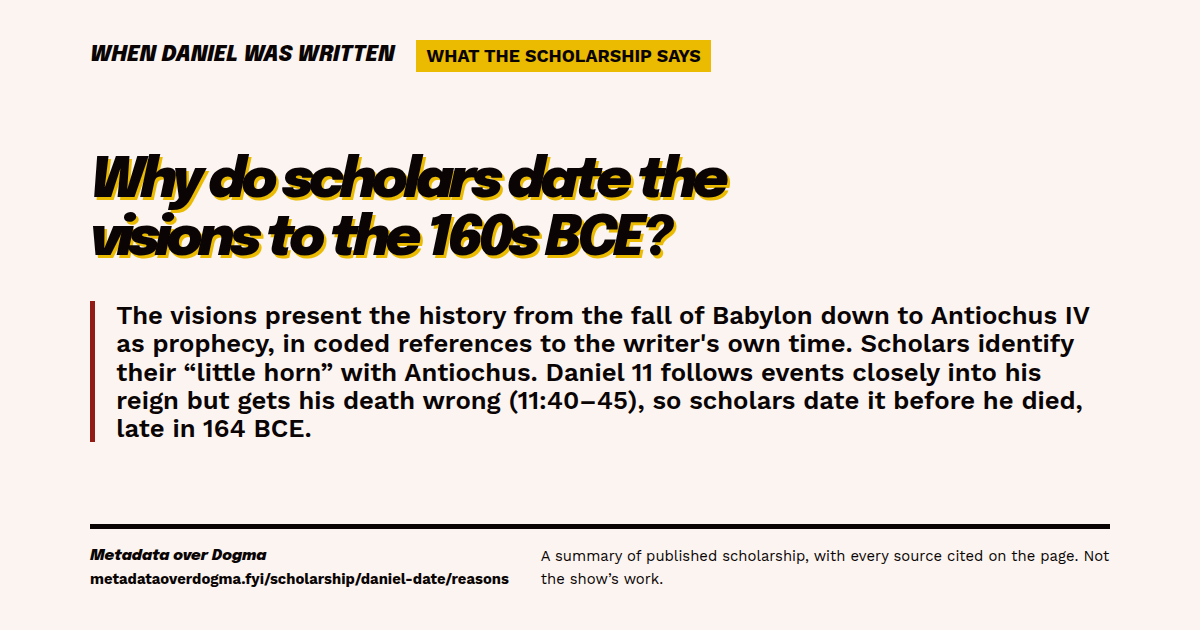 WHEN DANIEL WAS WRITTEN
WHAT THE SCHOLARSHIP SAYS
Why do scholars date the
visions to the 160s BCE?
The visions present the history from the fall of Babylon down to Antiochus IV
as prophecy, in coded references to the writer's own time. Scholars identify
their “little horn” with Antiochus. Daniel 11 follows events closely into his
reign but gets his death wrong (11:40–45), so scholars date it before he died,
late in 164 BCE.
Metadata over Dogma
metadataoverdogma.fyi/scholarship/daniel-date/reasons
A summary of published scholarship, with every source cited on the page. Not
the show’s work.